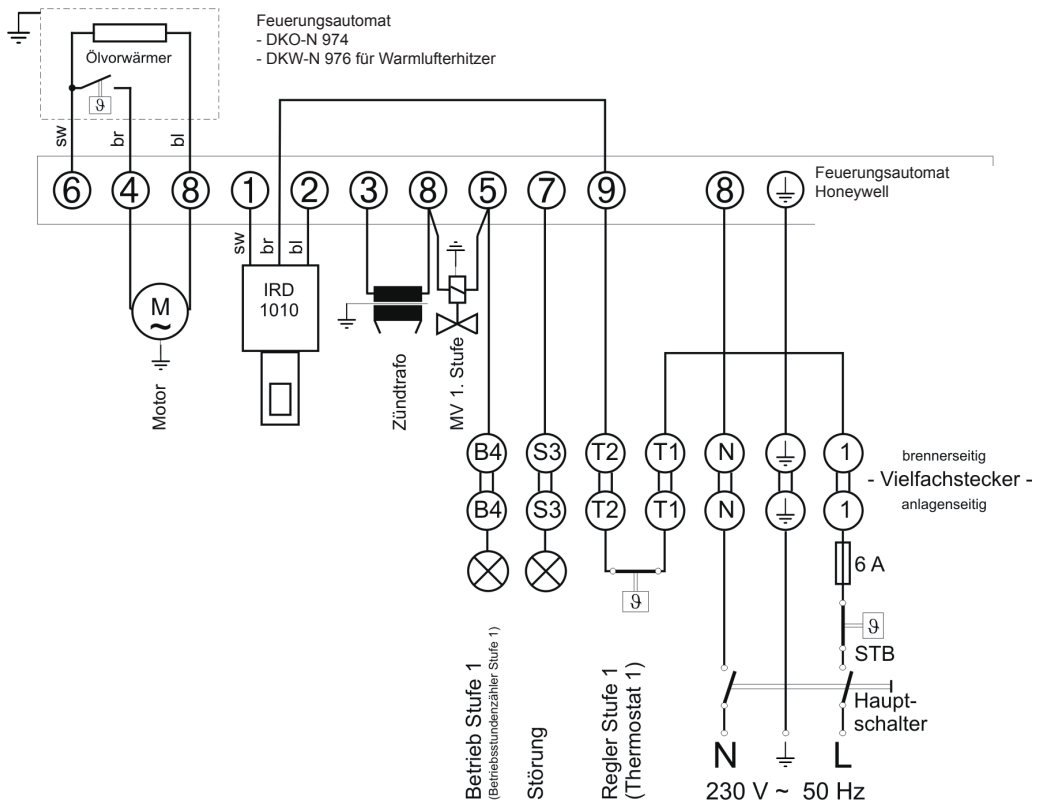 Feuerungsautomat
- DKO-N 974
- DKW-N 976 für Warmlufterhitzer
Ölvorwärmer
ϑ
sw
br
bl
Feuerungsautomat
Honeywell
6
4
8
1
2
3
8
5
7
9
8
sw
br
bl
IRD
1010
M
~
Motor
Zündtrafo
MV 1. Stufe
B4
S3
T2
T1
N
1
brennerseitig
- Vielfachstecker -
anlagenseitig
B4
S3
T2
T1
N
1
6 A
ϑ
ϑ
STB
Haupt-
schalter
Betrieb Stufe 1
(Betriebsstundenzähler Stufe 1)
Störung
Regler Stufe 1
(Thermostat 1)
N
L
230 V ~ 50 Hz